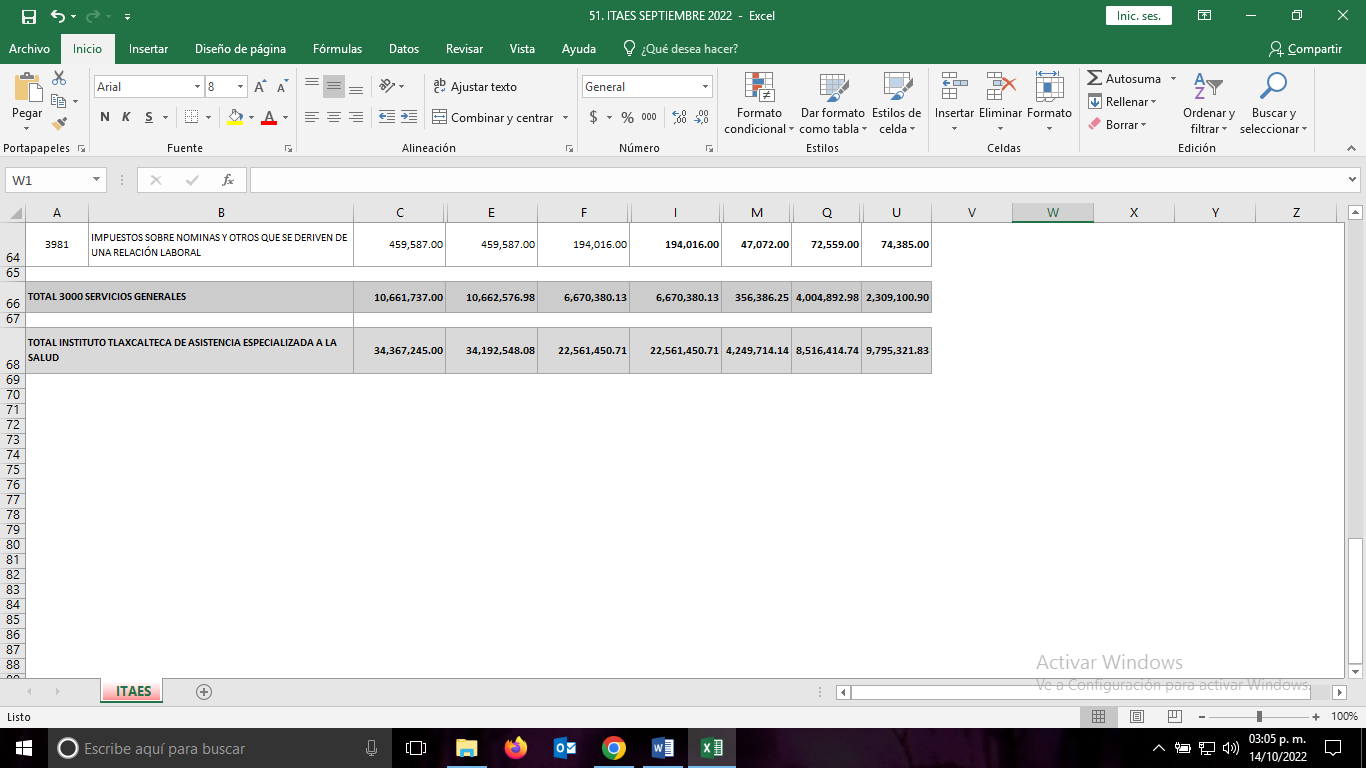 51. ITAES SEPTIEMBRE 2022 - Excel
Inic. ses.
Archivo Inicio Insertar Diseño de página Fórmulas Datos Revisar Vista Ayuda ¿Qué desea hacer? Compartir
Pegar
Arial 8
N K S
Ajustar texto
Combinar y centrar
General
$ % 000
Formato condicional
Dar formato como tabla
Estilos de celda
Insertar Eliminar Formato
Autosuma
Rellenar
Borrar
Ordenar y filtrar
Buscar y seleccionar
Portapapeles Fuente Alineación Número Estilos Celdas Edición
W1 fx
A B C E F I M Q U V W X Y Z
64 3981 IMPUESTOS SOBRE NOMINAS Y OTROS QUE SE DERIVEN DE
UNA RELACIÓN LABORAL 459,587.00 459,587.00 194,016.00 194,016.00 47,072.00 72,559.00 74,385.00
65
66 TOTAL 3000 SERVICIOS GENERALES 10,661,737.00 10,662,576.98 6,670,380.13 6,670,380.13 356,386.25 4,004,892.98 2,309,100.90
67
68 TOTAL INSTITUTO TLAXCALTECA DE ASISTENCIA ESPECIALIZADA A LA
SALUD 34,367,245.00 34,192,548.08 22,561,450.71 22,561,450.71 4,249,714.14 8,516,414.74 9,795,321.83
69
70
71
72
73
74
75
76
77
78
79
80
81
82
83
84
85
86
87
88
Activar Windows
Ve a Configuración para activar Windows.
ITAES
Listo
100%
Escribe aquí para buscar
03:05 p. m.
14/10/2022